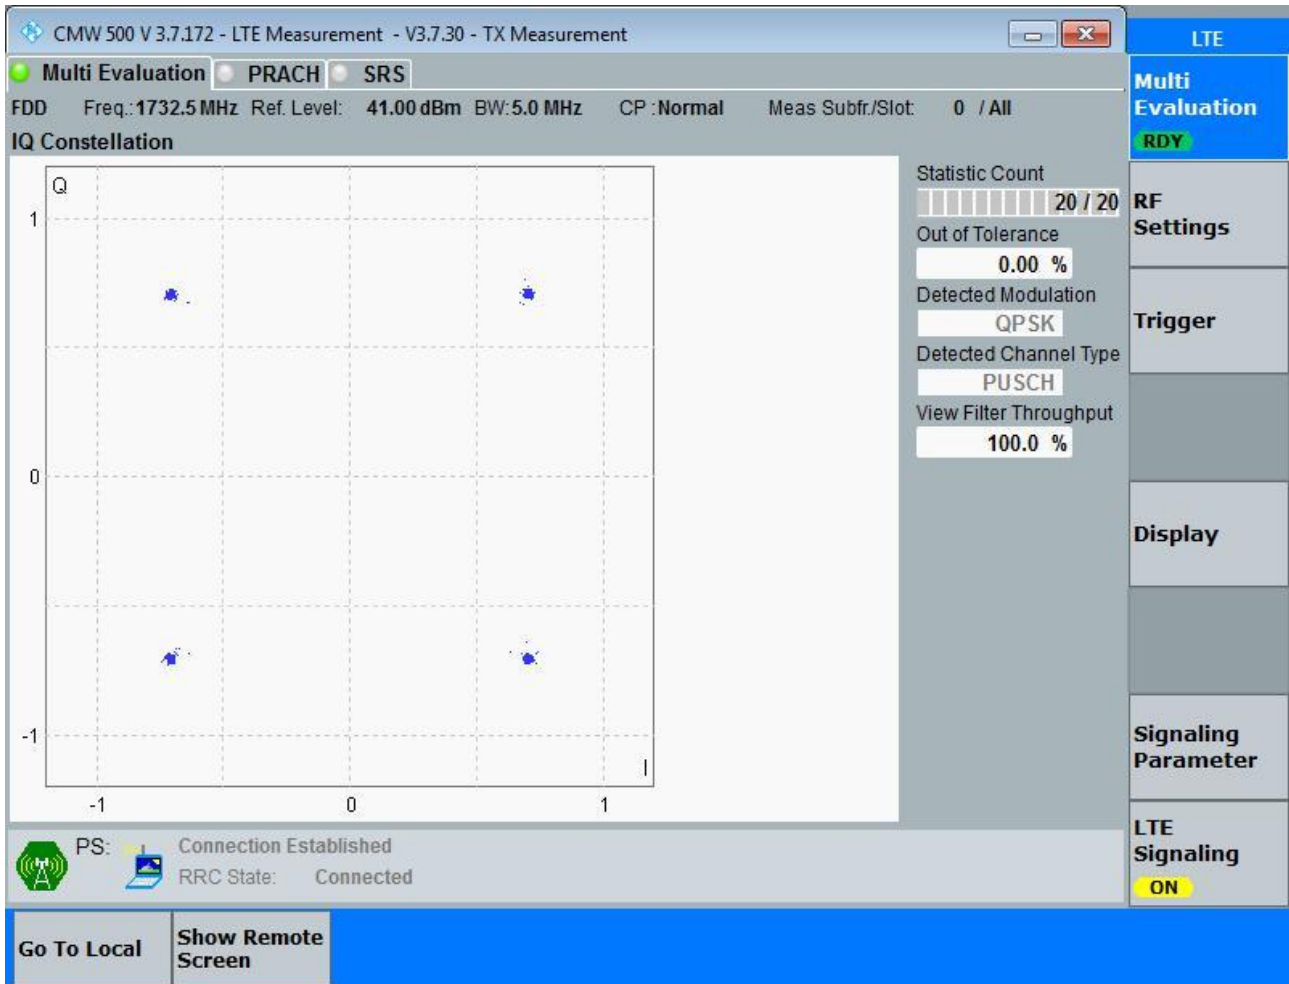 CMW 500 V 3.7.172 - LTE Measurement - V3.7.30 - TX Measurement
LTE
Multi Evaluation PRACH SRS
FDD Freq.:1732.5 MHz Ref. Level: 41.00 dBm BW:5.0 MHz CP :Normal Meas Subfr./Slot: 0 / All
IQ Constellation
Multi
Evaluation
RDY
Q
1
0
-1
-1 0 1
I
Statistic Count
20 / 20
Out of Tolerance
0.00 %
Detected Modulation
QPSK
Detected Channel Type
PUSCH
View Filter Throughput
100.0 %
RF
Settings
Trigger
Display
Signaling
Parameter
LTE
Signaling
ON
PS: Connection Established
RRC State: Connected
Go To Local
Show Remote
Screen